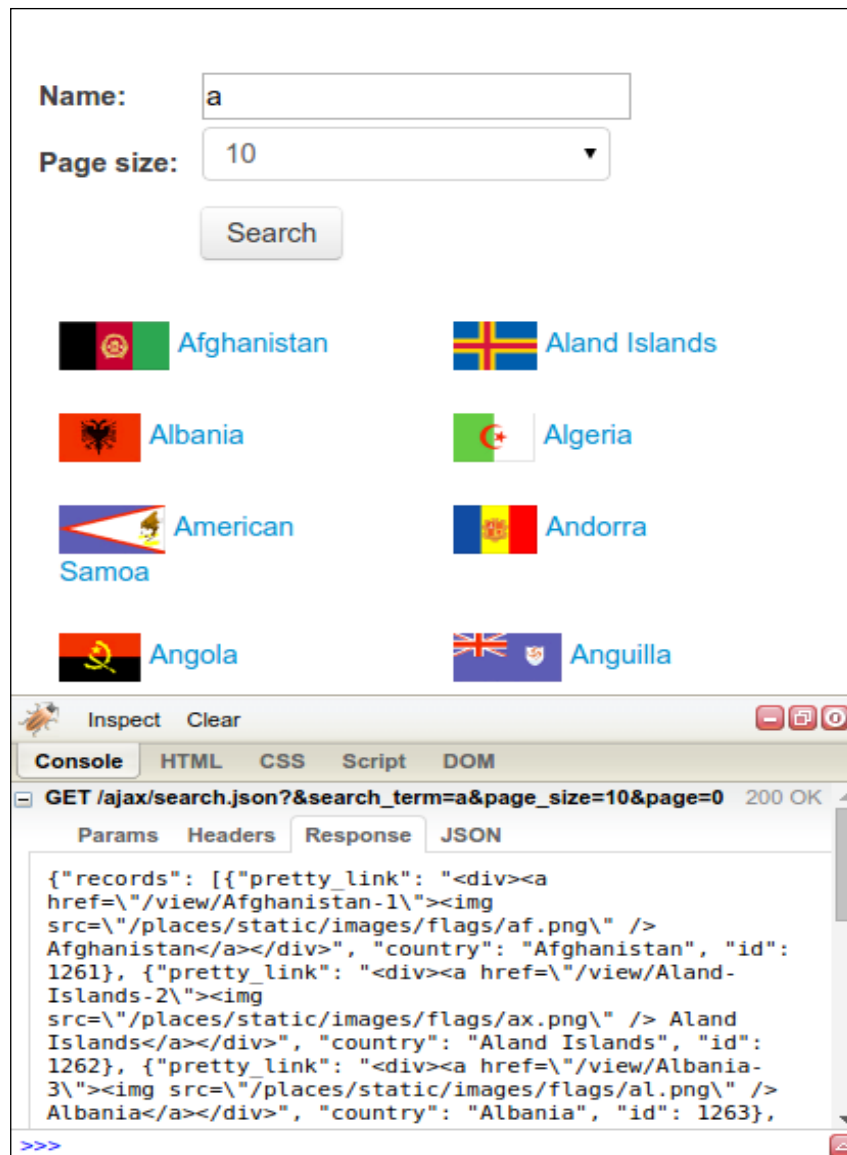 Name: a
Page size: 10
Search
Afghanistan Aland Islands
Albania Algeria
American Andorra
Samoa
Angola Anguilla
Inspect Clear
Console HTML CSS Script DOM
GET /ajax/search.json?&search_term=a&page_size=10&page=0 200 OK
Params Headers Response JSON
{"records": [{"pretty_link": "<div><a
href=\"/view/Afghanistan-1\"><img
src=\"/places/static/images/flags/af.png\" />
Afghanistan</a></div>", "country": "Afghanistan", "id":
1261}, {"pretty_link": "<div><a href=\"/view/Aland-
Islands-2\"><img
src=\"/places/static/images/flags/ax.png\" /> Aland
Islands</a></div>", "country": "Aland Islands", "id":
1262}, {"pretty_link": "<div><a href=\"/view/Albania-
3\"><img src=\"/places/static/images/flags/al.png\" />
Albania</a></div>", "country": "Albania", "id": 1263},
>>>